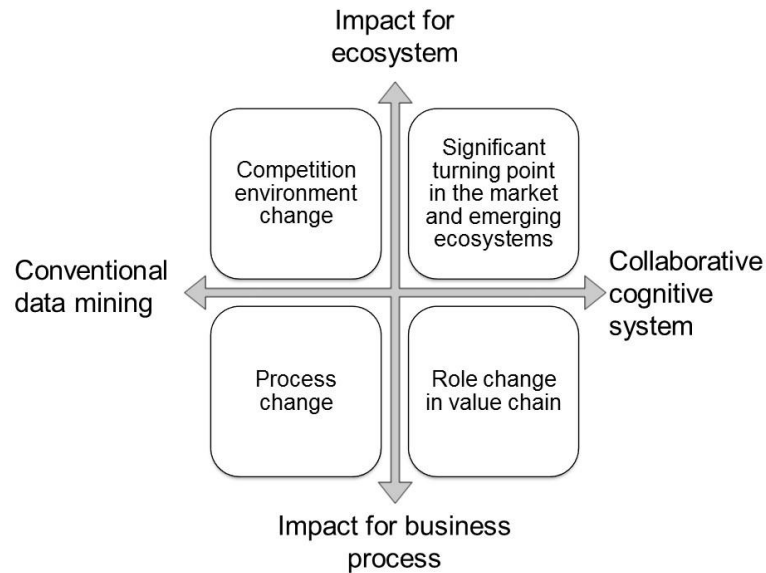 Impact for
ecosystem
Competition
environment
change
Significant
turning point
in the market
and emerging
ecosystems
Conventional
data mining
Collaborative
cognitive
system
Process
change
Role change
in value chain
Impact for business
process